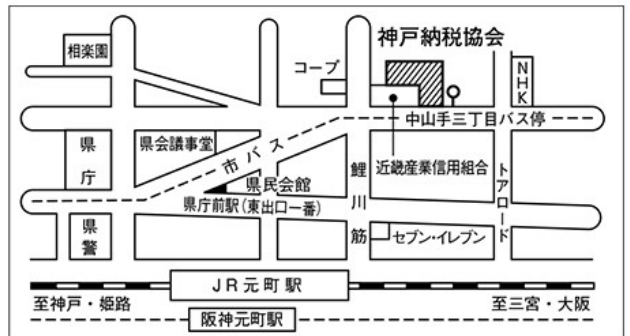 神戸納税協会
相楽園
コープ
NHK
中山手三丁目バス停
県庁
県会議事堂
市バス
近畿産業信用組合
県民会館
県庁前駅(東出口一番)
鯉川筋
トアロード
県警
セブン・イレブン
JR元町駅
至神戸・姫路
至三宮・大阪
阪神元町駅